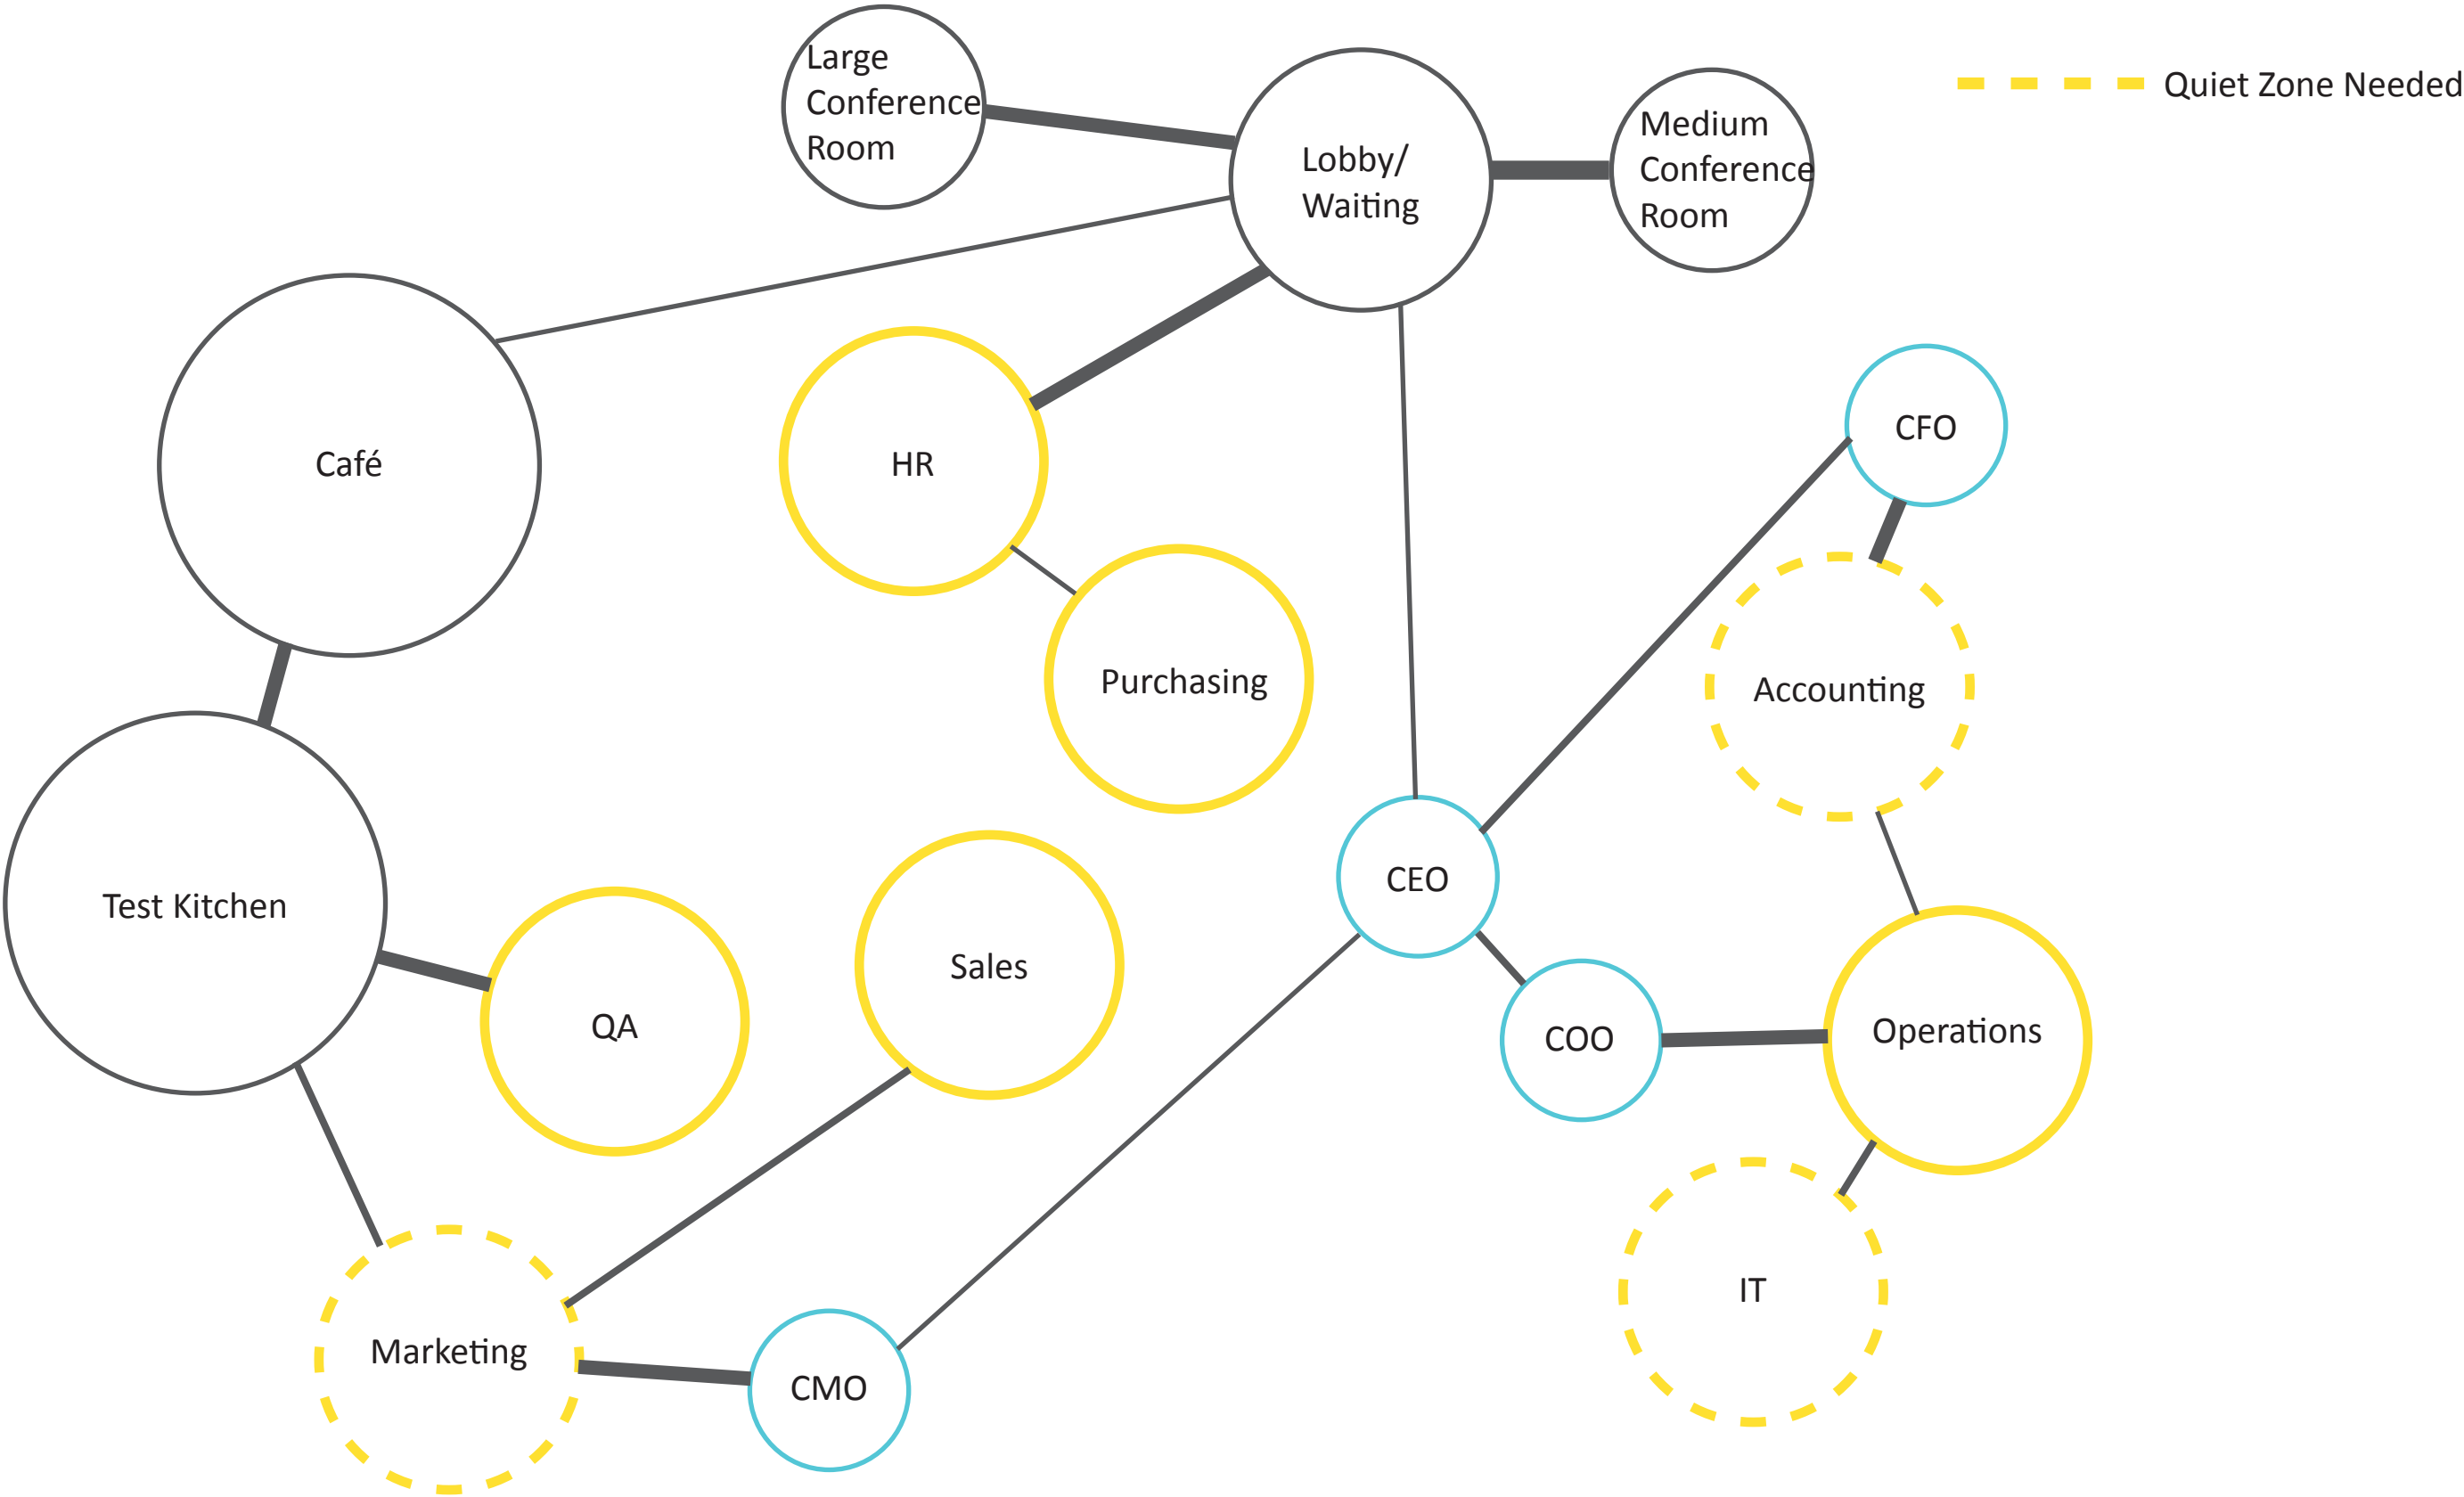 Large
Conference
Room
Lobby/
Waiting
Medium
Conference
Room
Quiet Zone Needed
Café
HR
CFO
Purchasing
Accounting
CEO
Test Kitchen
Sales
QA
COO
Operations
IT
Marketing
CMO